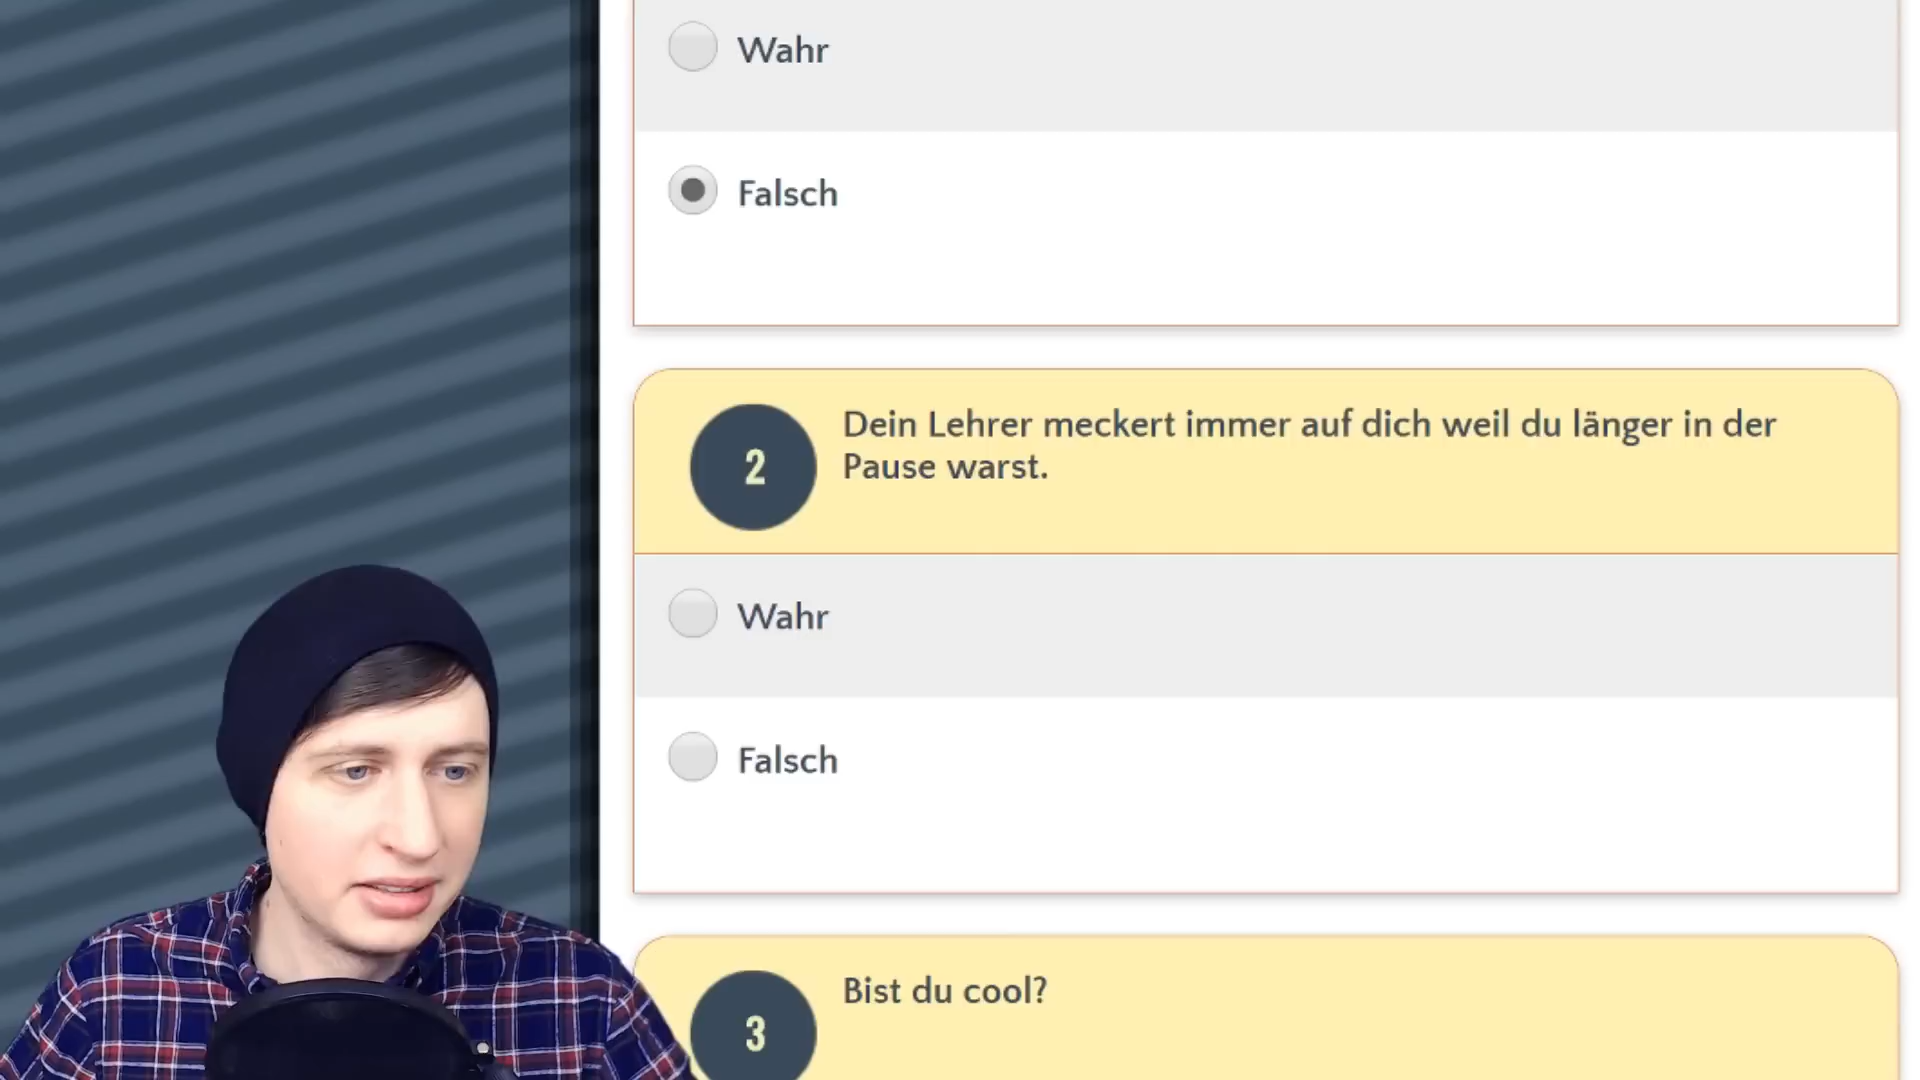 Wahr
Falsch
2
Dein Lehrer meckert immer auf dich weil du länger in der
Pause warst.
Wahr
Falsch
3
Bist du cool?